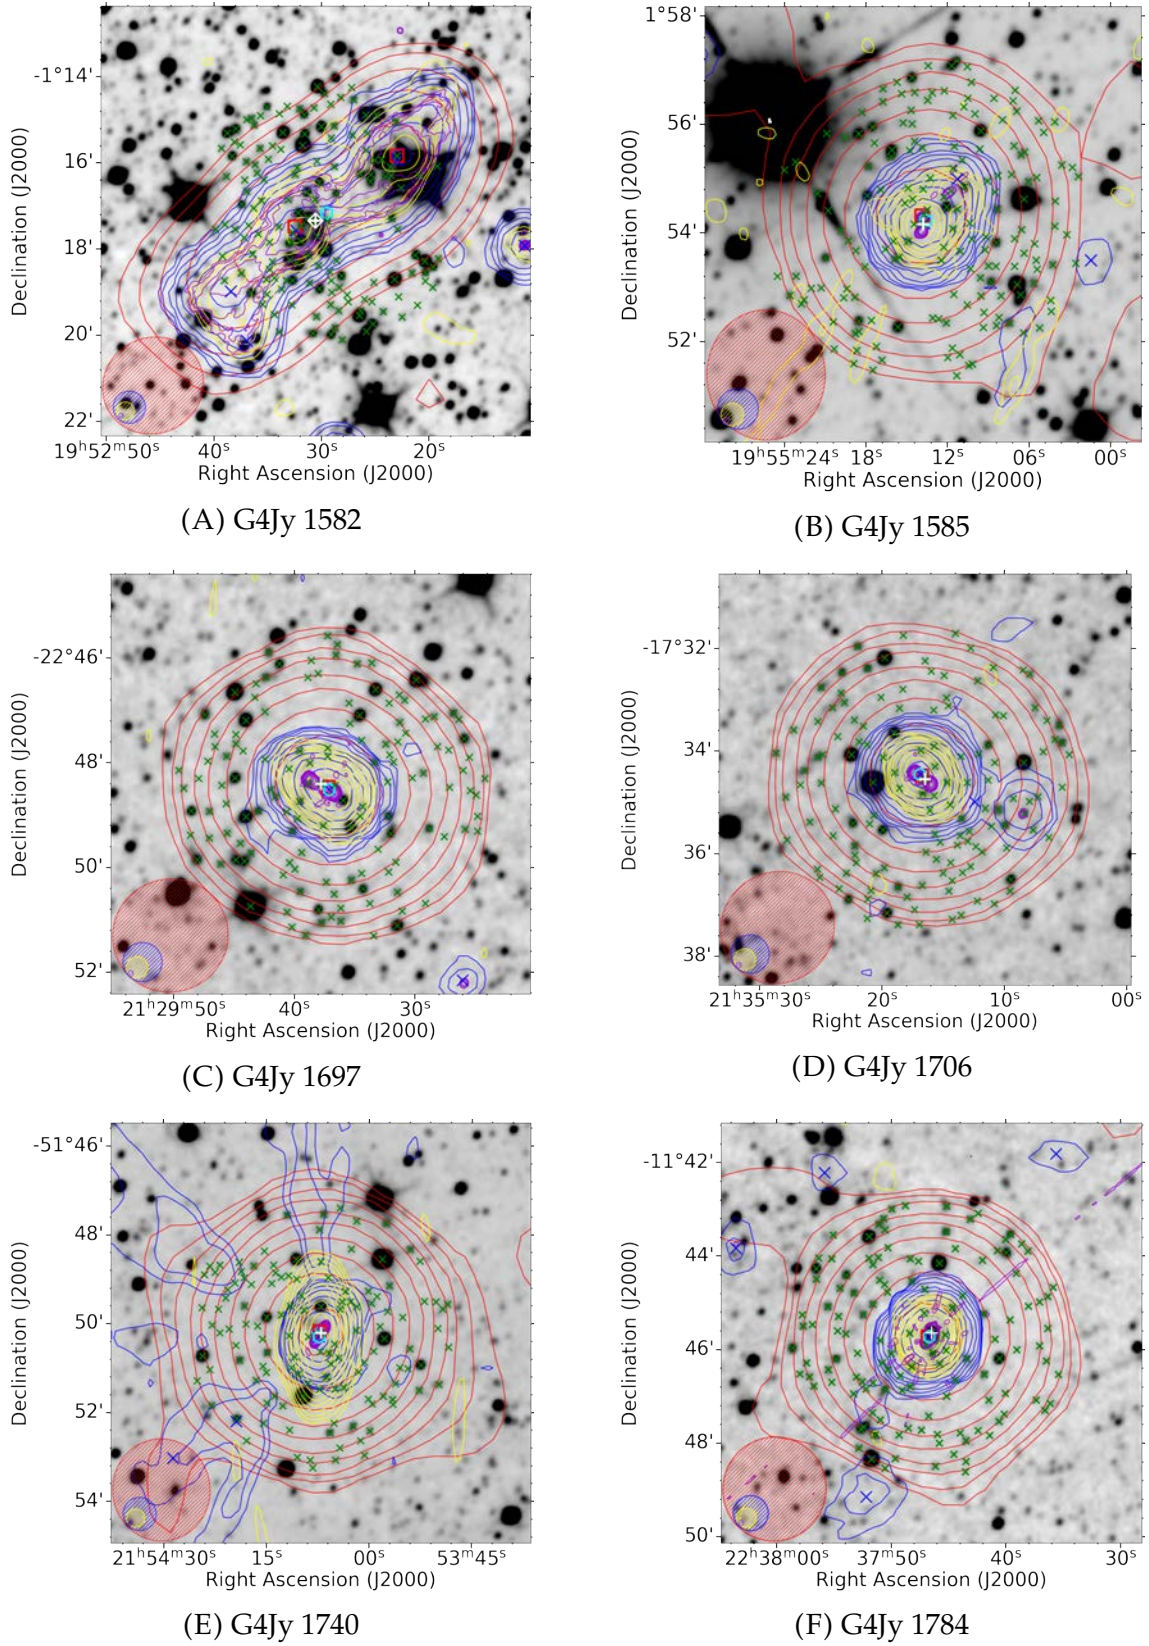 -1°14'
16'
18'
20'
22'
Declination (J2000)
19ʰ52ᵐ50ˢ 40ˢ 30ˢ 20ˢ
Right Ascension (J2000)
(A) G4Jy 1582
1°58'
56'
54'
52'
Declination (J2000)
19ʰ55ᵐ24ˢ 18ˢ 12ˢ 06ˢ 00ˢ
Right Ascension (J2000)
(B) G4Jy 1585
-22°46'
48'
50'
52'
Declination (J2000)
21ʰ29ᵐ50ˢ 40ˢ 30ˢ
Right Ascension (J2000)
(C) G4Jy 1697
-17°32'
34'
36'
38'
Declination (J2000)
21ʰ35ᵐ30ˢ 20ˢ 10ˢ 00ˢ
Right Ascension (J2000)
(D) G4Jy 1706
-51°46'
48'
50'
52'
54'
Declination (J2000)
21ʰ54ᵐ30ˢ 15ˢ 00ˢ 53ᵐ45ˢ
Right Ascension (J2000)
(E) G4Jy 1740
-11°42'
44'
46'
48'
50'
Declination (J2000)
22ʰ38ᵐ00ˢ 37ᵐ50ˢ 40ˢ 30ˢ
Right Ascension (J2000)
(F) G4Jy 1784